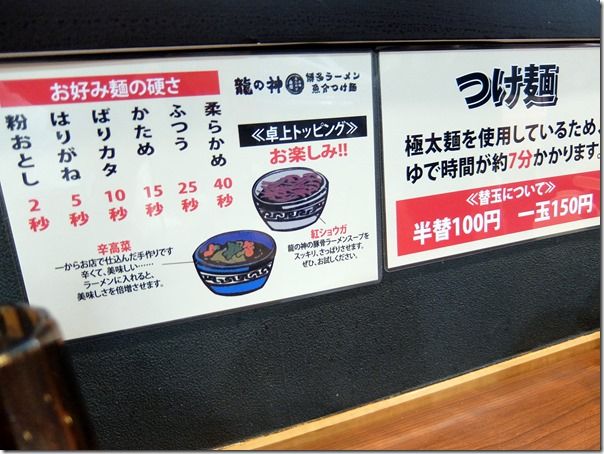 お好み麺の硬さ
粉おとし 2秒
はりがね 5秒
ばりカタ 10秒
かため 15秒
ふつう 25秒
柔らかめ 40秒
龍の神
博多ラーメン
魚介つけ麺
≪卓上トッピング≫
お楽しみ!!
紅ショウガ
龍の神の豚骨ラーメンスープを
スッキリ、さっぱりさせます。
ぜひ、お試しください。
辛高菜
一からお店で仕込んだ手作りです
辛くて、美味しい……
ラーメンに入れると、
美味しさを倍増させます。
つけ麺
極太麺を使用しているため、
ゆで時間が約7分かかります。
≪替玉について≫
半替100円 一玉150円